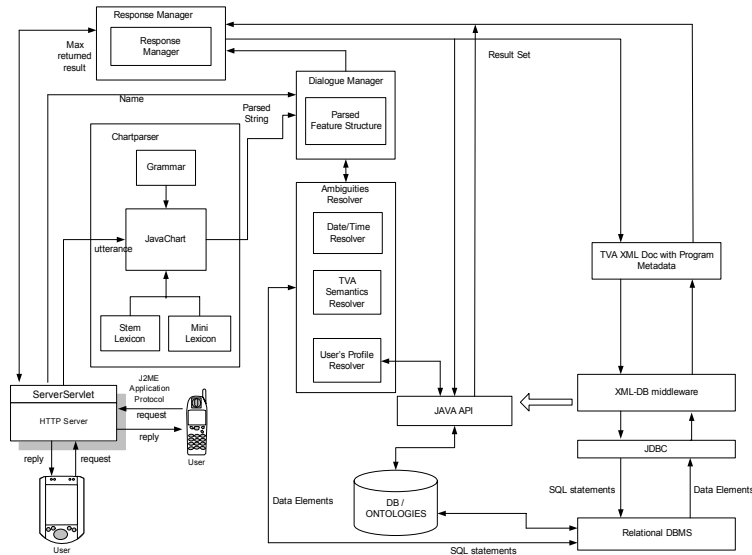 Response Manager
Response
Manager
Max
returned
result
Result Set
Dialogue Manager
Name
Parsed
String
Parsed
Feature Structure
Chartparser
Grammar
Ambiguities
Resolver
Date/Time
Resolver
JavaChart
utterance
TVA XML Doc with Program
Metadata
TVA
Semantics
Resolver
Stem
Lexicon
Mini
Lexicon
User's Profile
Resolver
J2ME
Application
Protocol
ServerServlet
HTTP Server
request
reply
User
XML-DB middleware
JAVA API
JDBC
reply
request
User
DB /
ONTOLOGIES
Data Elements
SQL statements
SQL statements
Data Elements
Relational DBMS